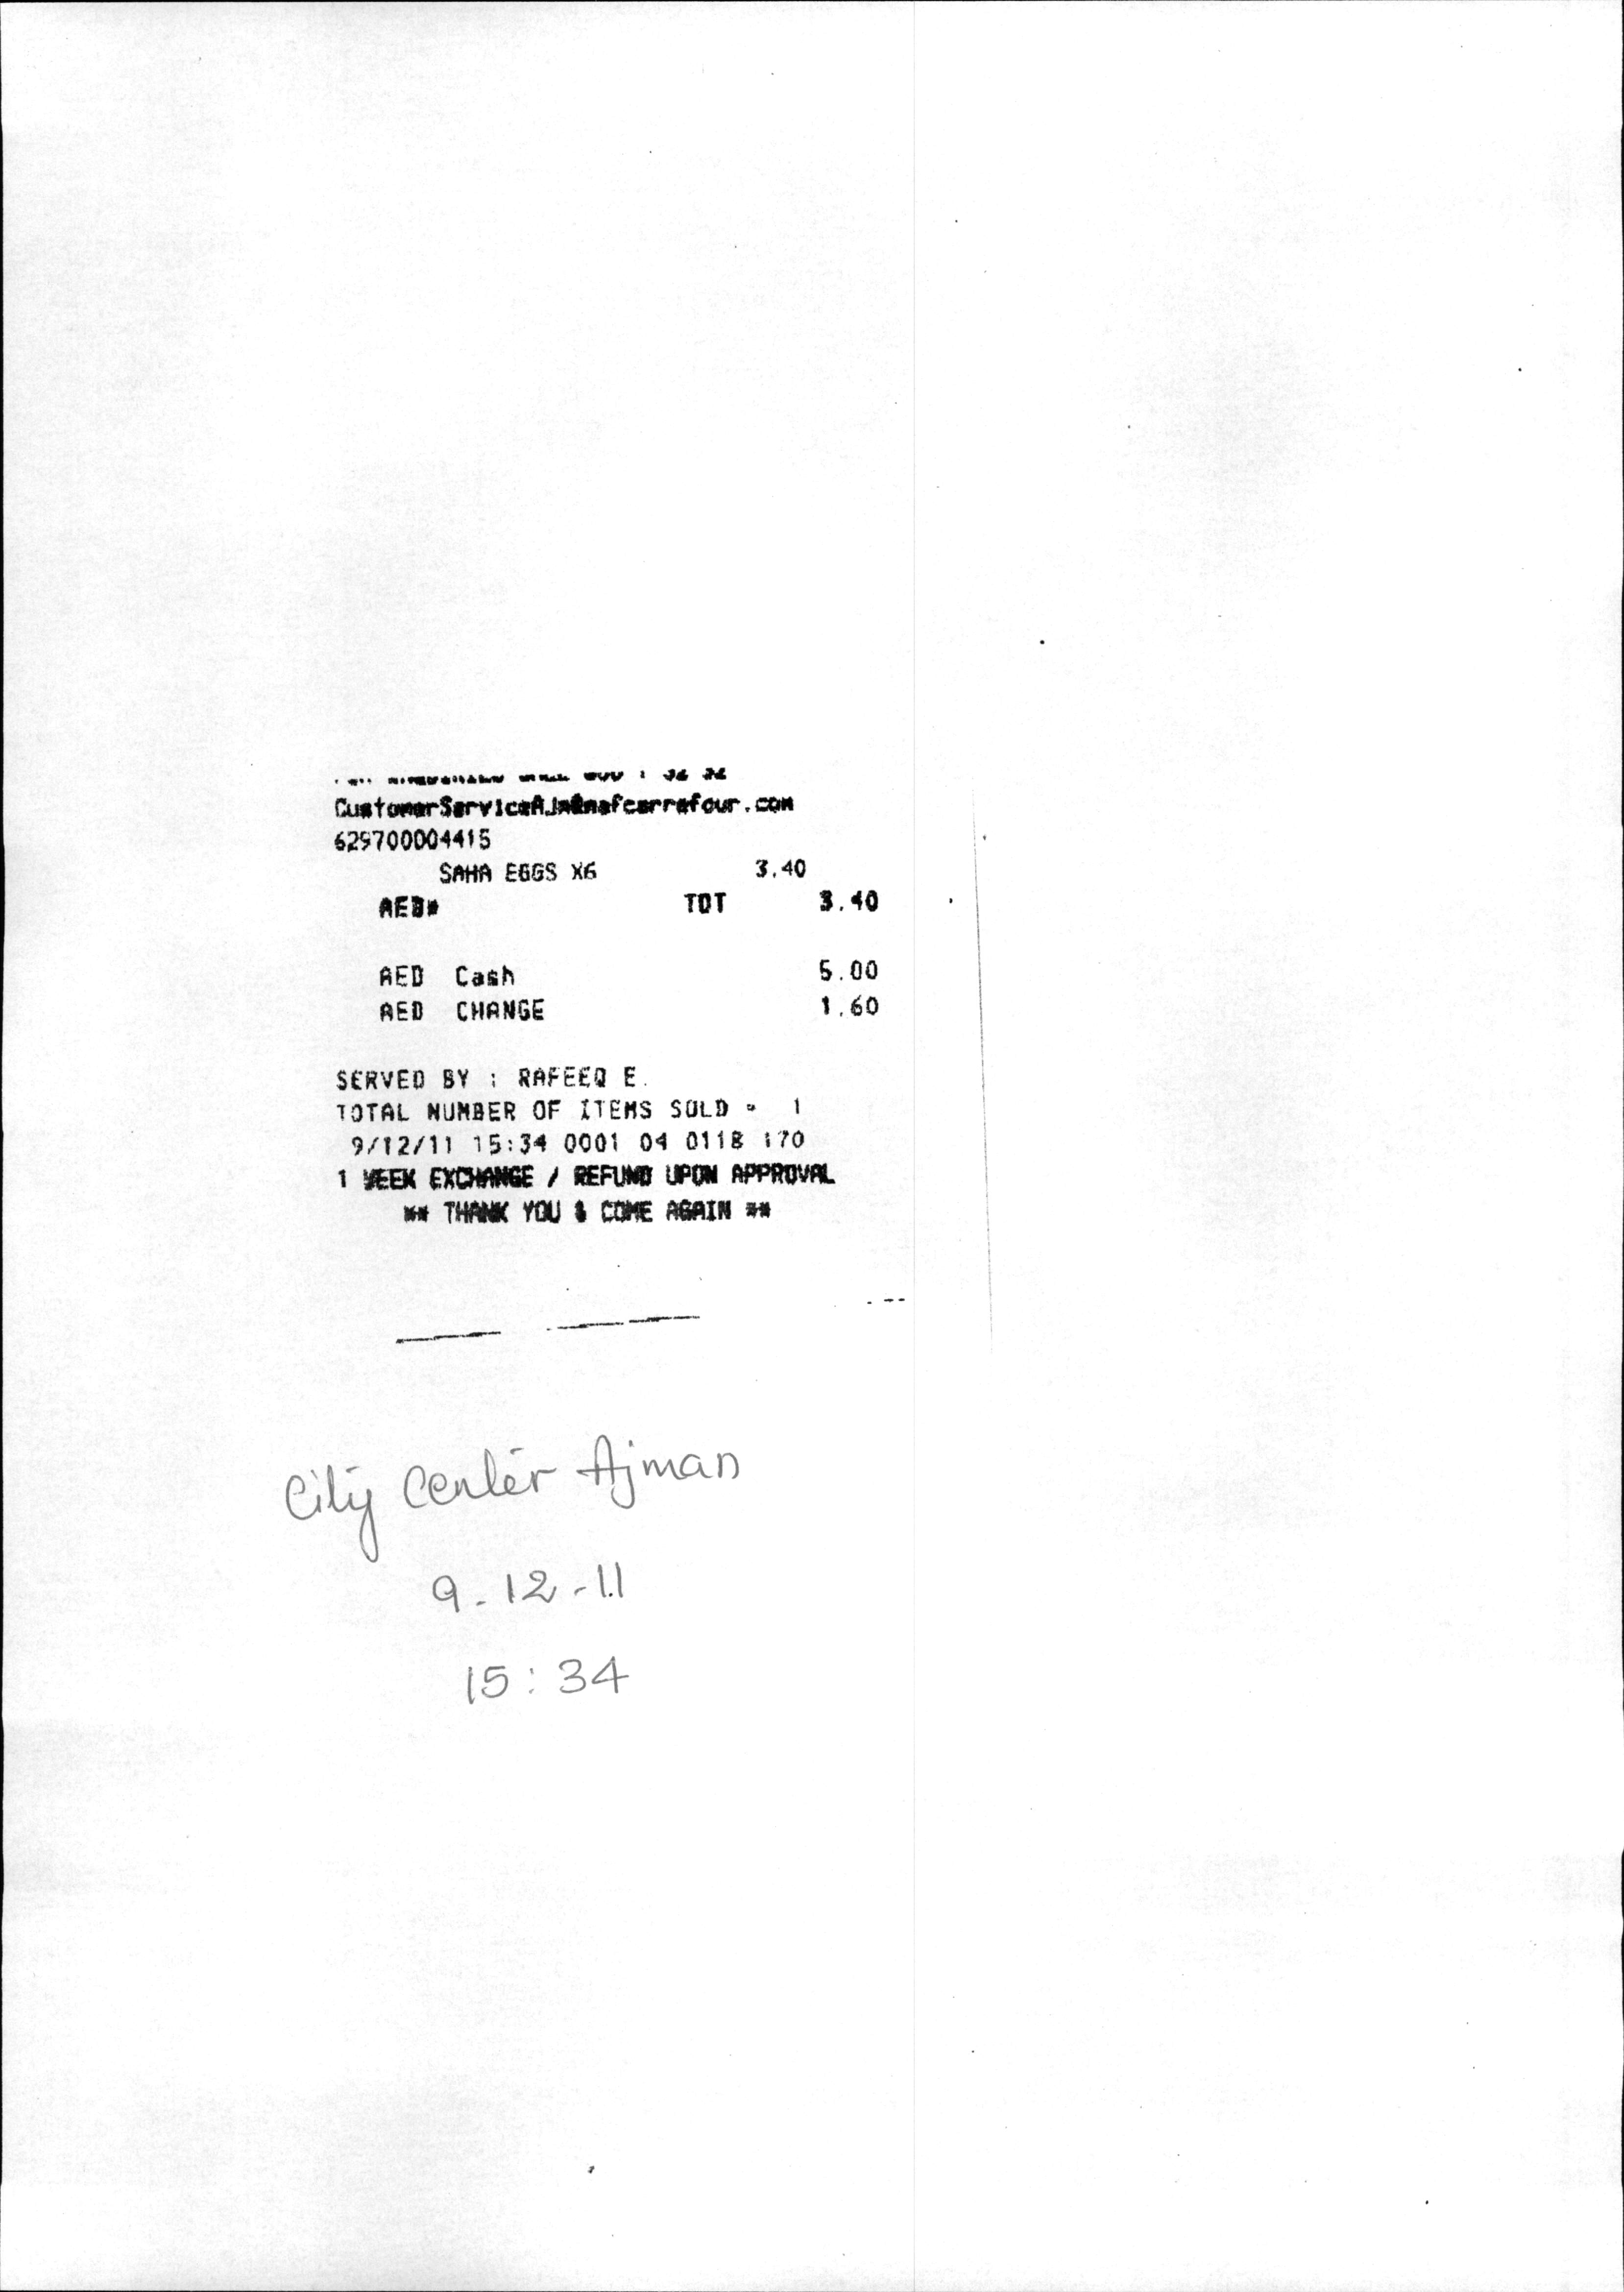 CustomerServiceAJm@mafcarrefour.com
629700004415
SAHA EGGS X6 3.40
AED* TOT 3.40
AED Cash 5.00
AED CHANGE 1.60
SERVED BY : RAFEEQ E.
TOTAL NUMBER OF ITEMS SOLD = 1
9/12/11 15:34 0001 04 0118 170
1 WEEK EXCHANGE / REFUND UPON APPROVAL
** THANK YOU & COME AGAIN **
City Center Ajman
9-12-11
15:34